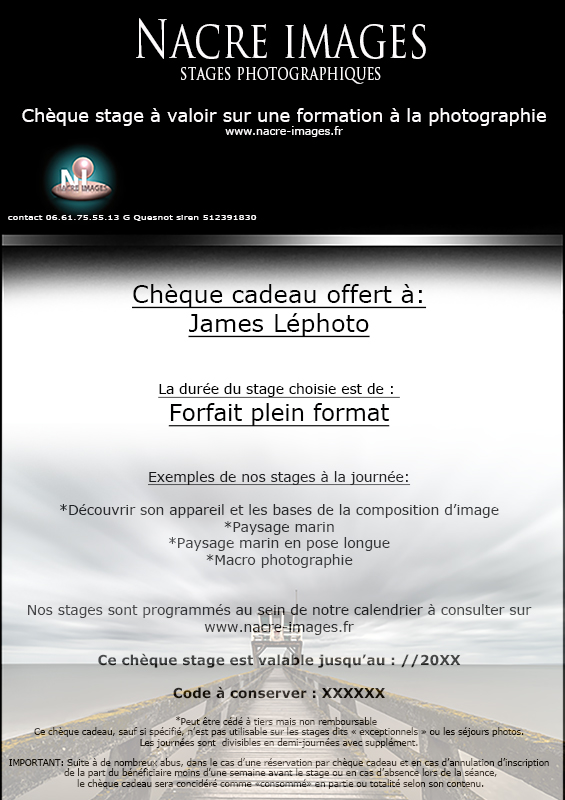 NACRE IMAGES
STAGES PHOTOGRAPHIQUES
Chèque stage à valoir sur une formation à la photographie
www.nacre-images.fr
Ni
NACRE IMAGES
contact 06.61.75.55.13 G Quesnot siren 512391830
Chèque cadeau offert à:
James Léphoto
La durée du stage choisie est de :
Forfait plein format
Exemples de nos stages à la journée:
*Découvrir son appareil et les bases de la composition d’image
*Paysage marin
*Paysage marin en pose longue
*Macro photographie
Nos stages sont programmés au sein de notre calendrier à consulter sur
www.nacre-images.fr
Ce chèque stage est valable jusqu’au : //20XX
Code à conserver : XXXXXX
*Peut être cédé à tiers mais non remboursable
Ce chèque cadeau, sauf si spécifié, n’est pas utilisable sur les stages dits « exceptionels » ou les séjours photos.
Les journées sont divisibles en demi-journées avec supplément.
IMPORTANT: Suite à de nombreux abus, dans le cas d’une réservation par chèque cadeau et en cas d’annulation d’inscription
de la part du bénéficiaire moins d’une semaine avant le stage ou en cas d’absence lors de la séance,
le chèque cadeau sera concidéré comme «consommé» en partie ou totalité selon son contenu.